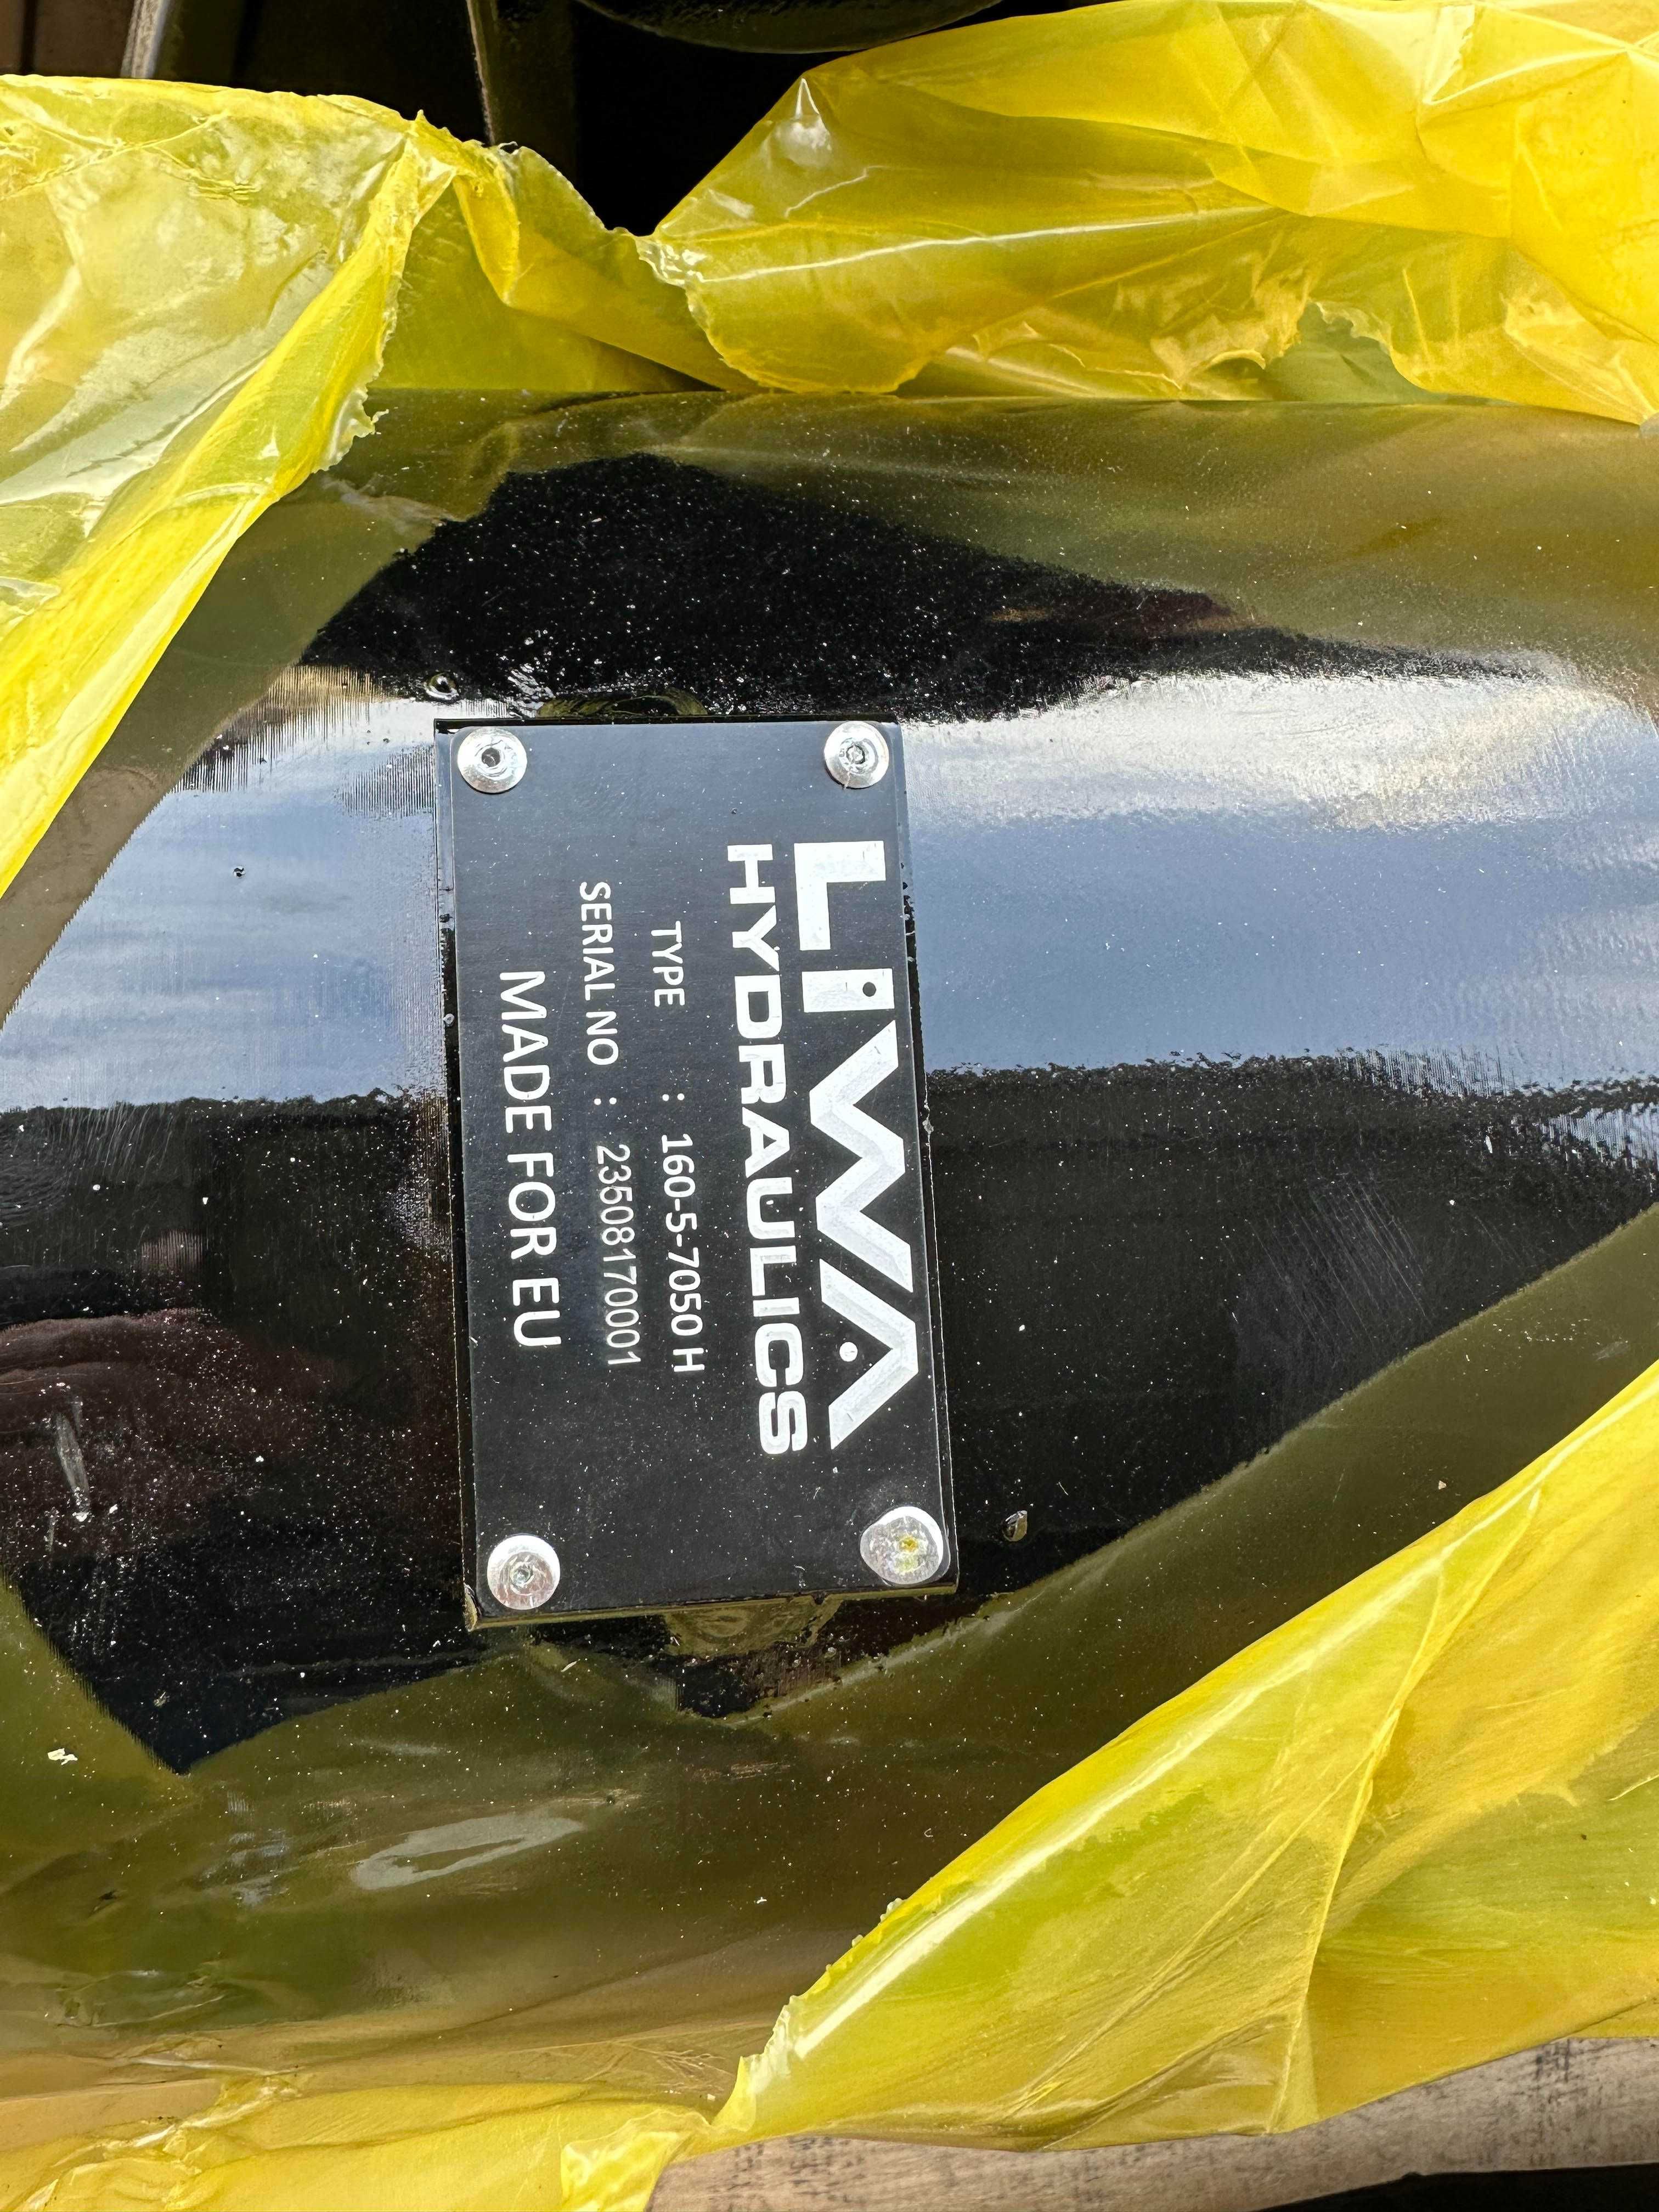 LIWA
HYDRAULICS
TYPE : 160-5-7050 H
SERIAL NO : 23508170001
MADE FOR EU